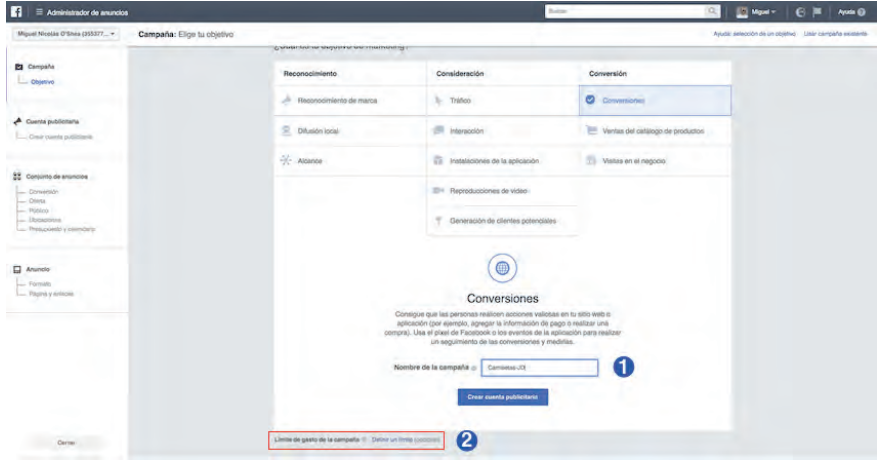 Administrador de anuncios
Buscar
Miguel
Ayuda
Miguel Nicolás O'Shea (355377...
Campaña: Elige tu objetivo
Ayuda: selección de un objetivo
Usar campaña existente
Campaña
Objetivo
Cuenta publicitaria
Crear cuenta publicitaria
Conjunto de anuncios
Conversión
Oferta
Público
Ubicaciones
Presupuesto y calendario
Anuncio
Formato
Página y enlaces
Cerrar
Reconocimiento
Consideración
Conversión
Reconocimiento de marca
Tráfico
Conversiones
Difusión local
Interacción
Ventas del catálogo de productos
Alcance
Instalaciones de la aplicación
Visitas en el negocio
Reproducciones de video
Generación de clientes potenciales
Conversiones
Consigue que las personas realicen acciones valiosas en tu sitio web o
aplicación (por ejemplo, agregar la información de pago o realizar una
compra). Usa el píxel de Facebook o los eventos de la aplicación para realizar
un seguimiento de las conversiones y medirlas.
Nombre de la campaña
Camisetas JJ
1
Crear cuenta publicitaria
Límite de gasto de la campaña
Definir un límite (opcional)
2